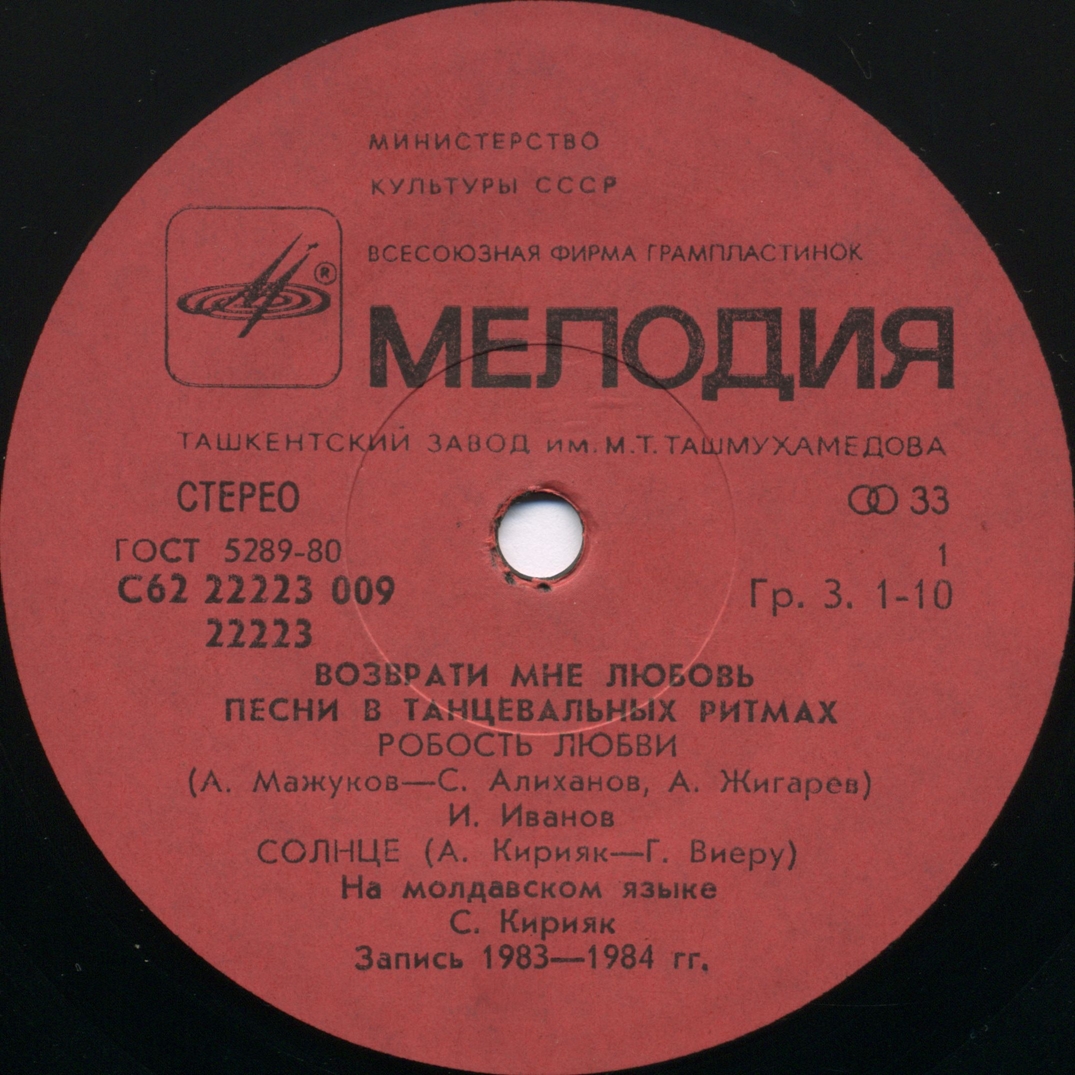 МИНИСТЕРСТВО
КУЛЬТУРЫ СССР
ВСЕСОЮЗНАЯ ФИРМА ГРАМПЛАСТИНОК
®
МЕЛОДИЯ
ТАШКЕНТСКИЙ ЗАВОД им. М. Т. ТАШМУХАМЕДОВА
СТЕРЕО 33
ГОСТ 5289-80 1
С62 22223 009 Гр. 3. 1-10
22223
ВОЗВРАТИ МНЕ ЛЮБОВЬ
ПЕСНИ В ТАНЦЕВАЛЬНЫХ РИТМАХ
РОБОСТЬ ЛЮБВИ
(А. Мажуков—С. Алиханов, А. Жигарев)
И. Иванов
СОЛНЦЕ (А. Кирияк—Г. Виеру)
На молдавском языке
С. Кирияк
Запись 1983—1984 гг.